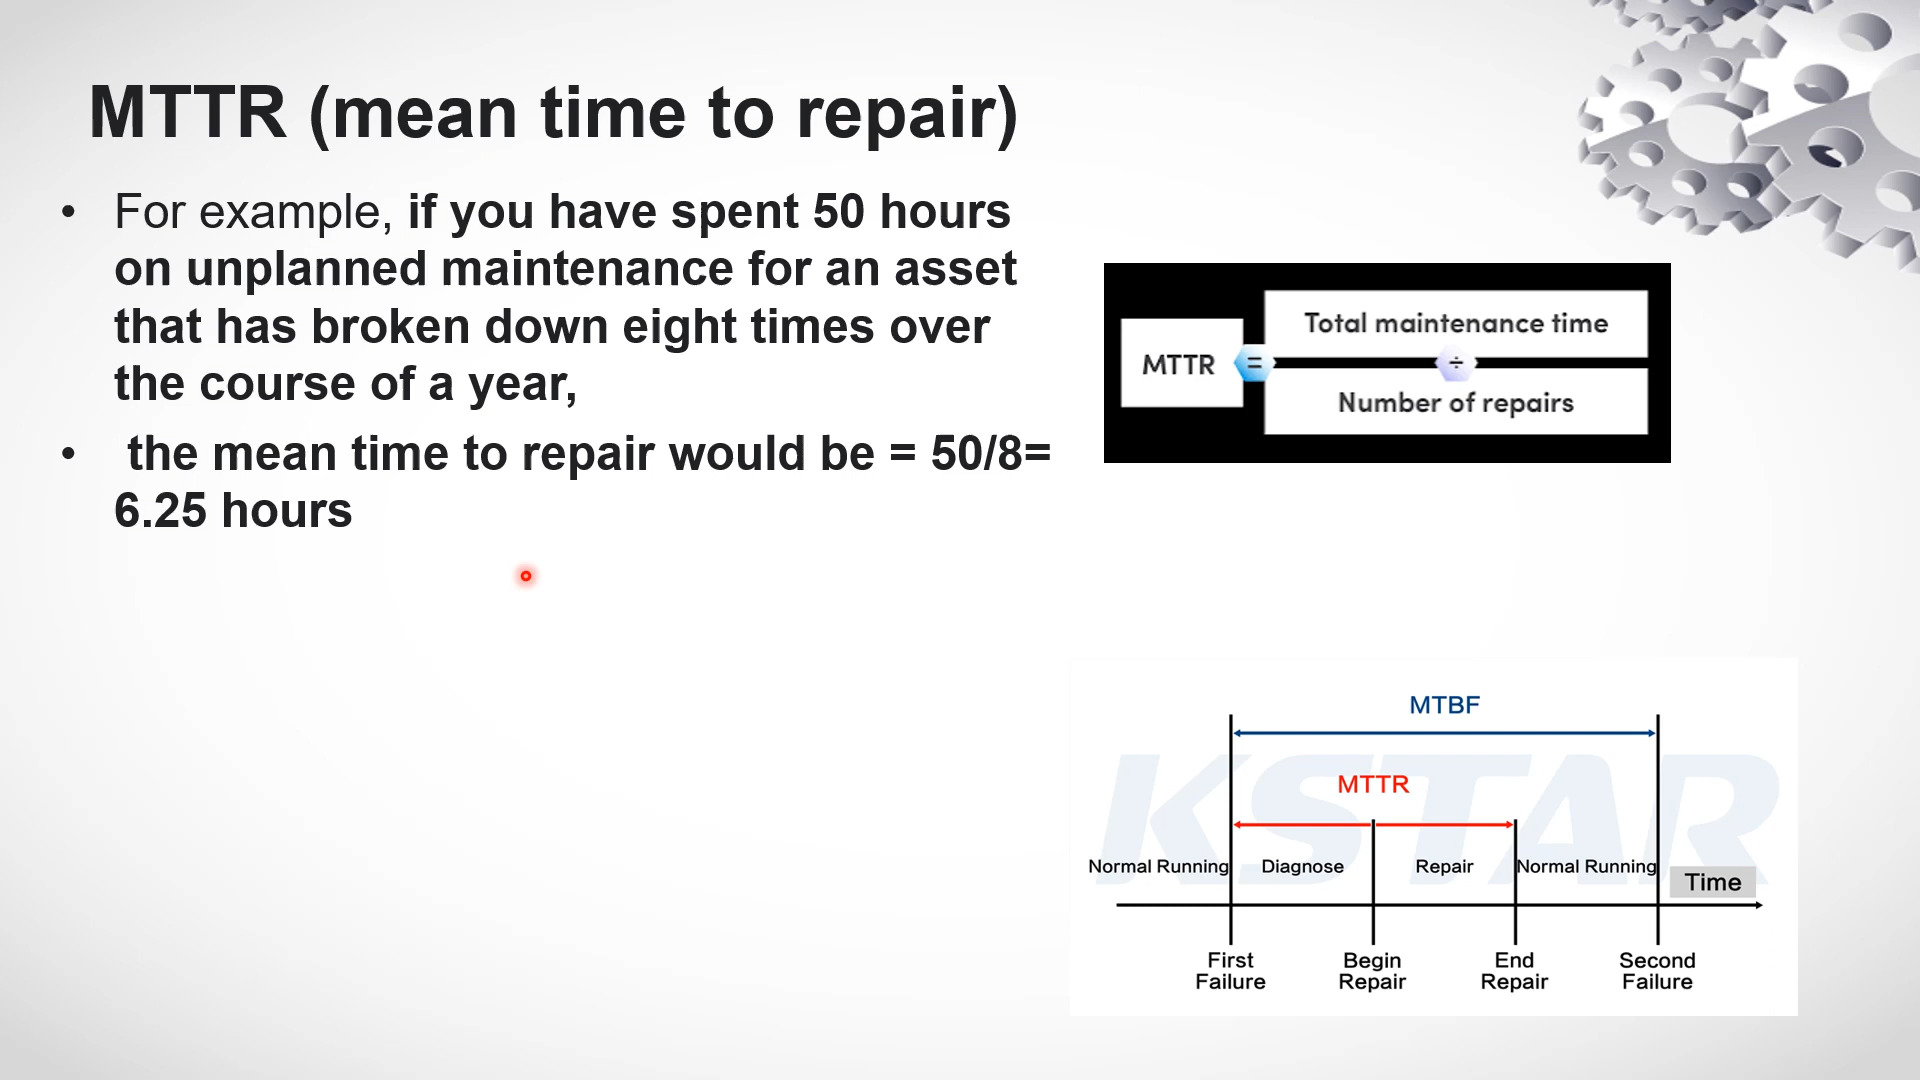 MTTR (mean time to repair)
• For example, if you have spent 50 hours
on unplanned maintenance for an asset
that has broken down eight times over
the course of a year,
• the mean time to repair would be = 50/8=
6.25 hours
MTTR = Total maintenance time
÷
Number of repairs
MTBF
KSTAR
MTTR
Normal Running Diagnose Repair Normal Running Time
First Failure
Begin Repair
End Repair
Second Failure